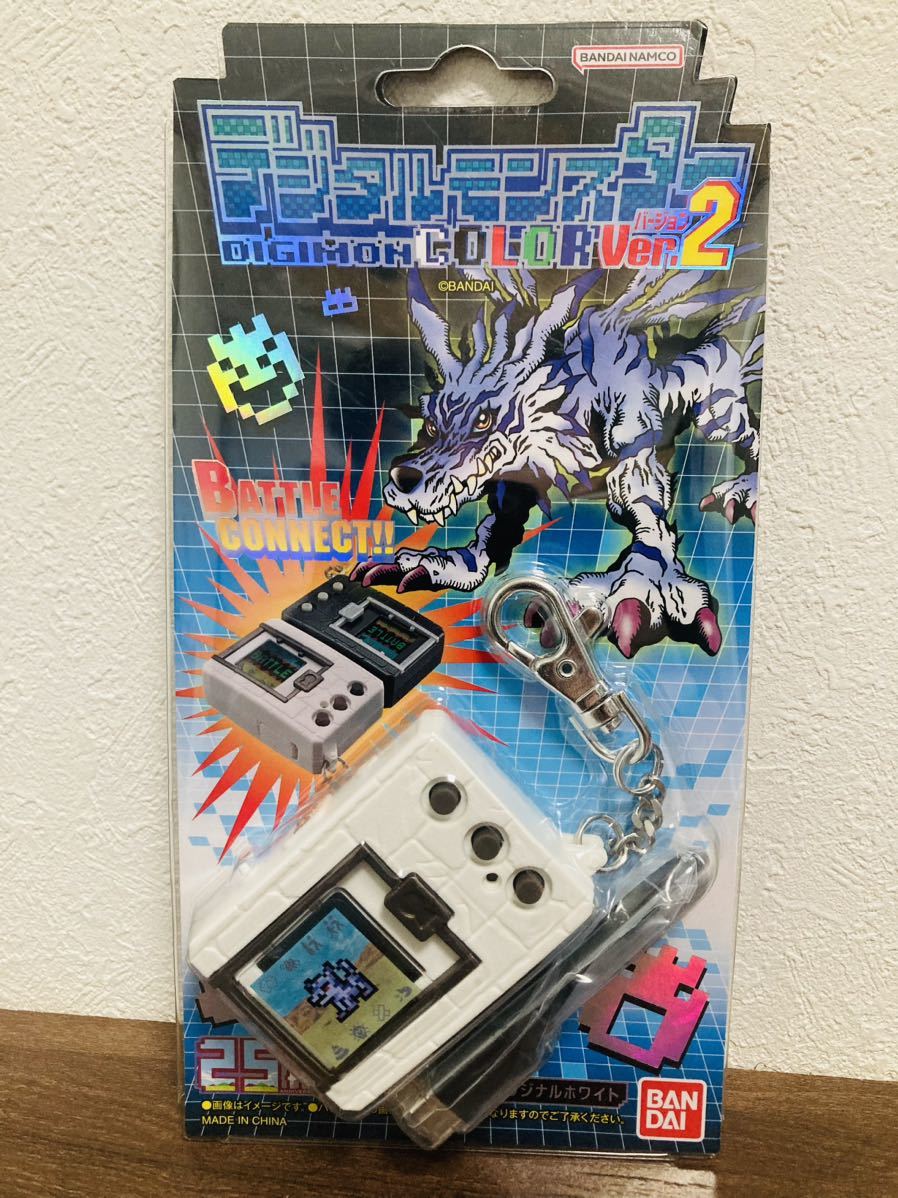 BANDAI NAMCO
デジタルモンスター
DIGIMON COLOR Ver.2
バージョン
©BANDAI
BATTLE
CONNECT!!
BATTLE
BATTLE
25
ジナルホワイト
●画像はイメージです。
なりますのでご了承ください。
MADE IN CHINA
BAN
DAI